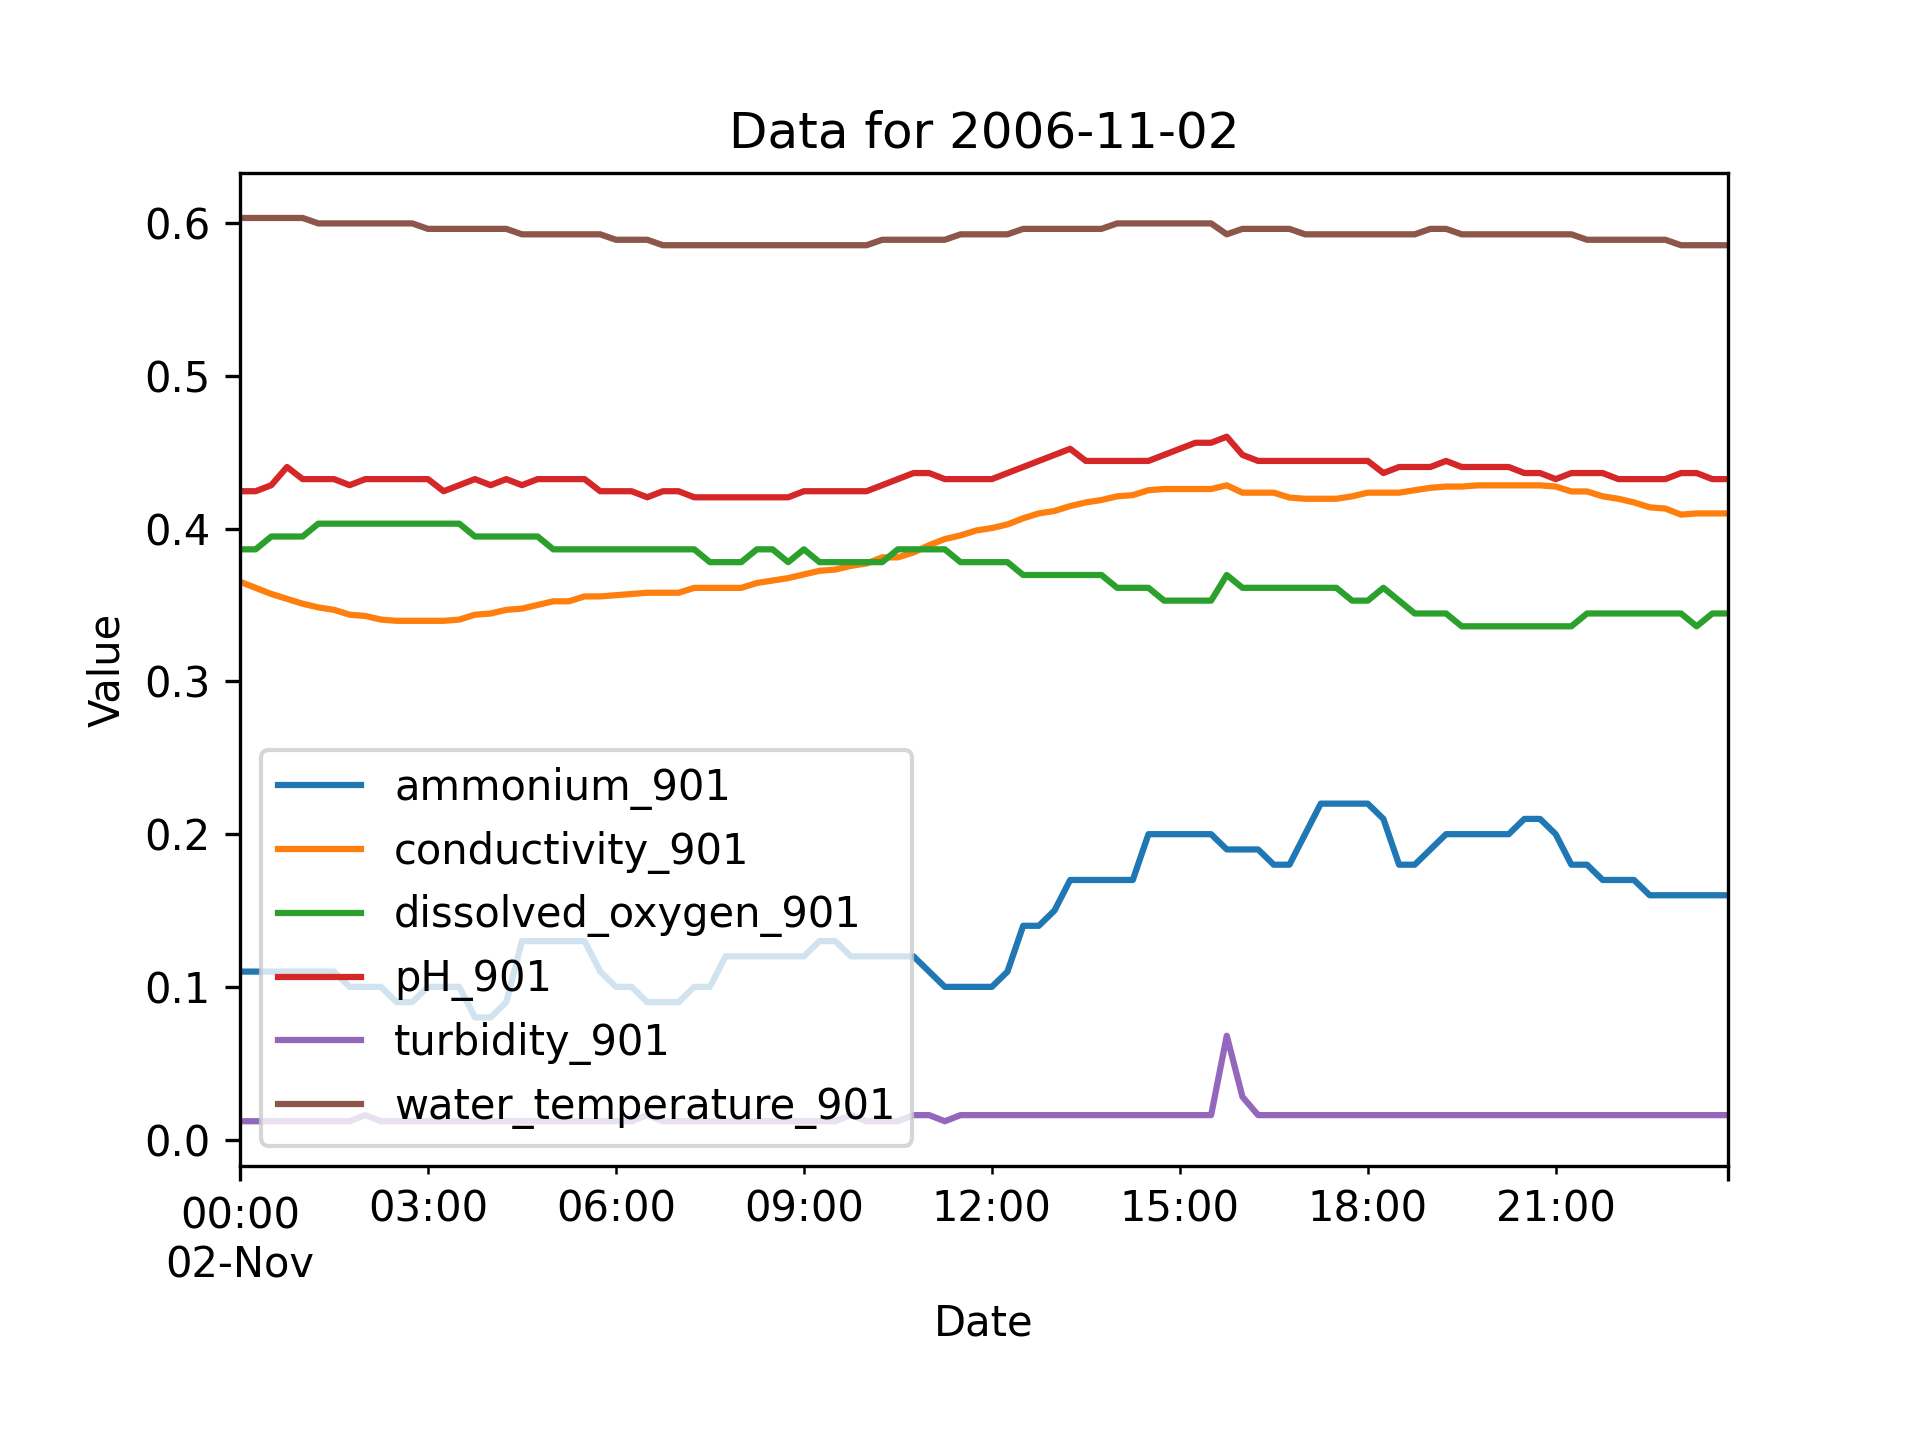 Data for 2006-11-02
0.6
0.5
0.4
0.3
0.2
0.1
0.0
Value
ammonium_901
conductivity_901
dissolved_oxygen_901
pH_901
turbidity_901
water_temperature_901
00:00 03:00 06:00 09:00 12:00 15:00 18:00 21:00
02-Nov
Date